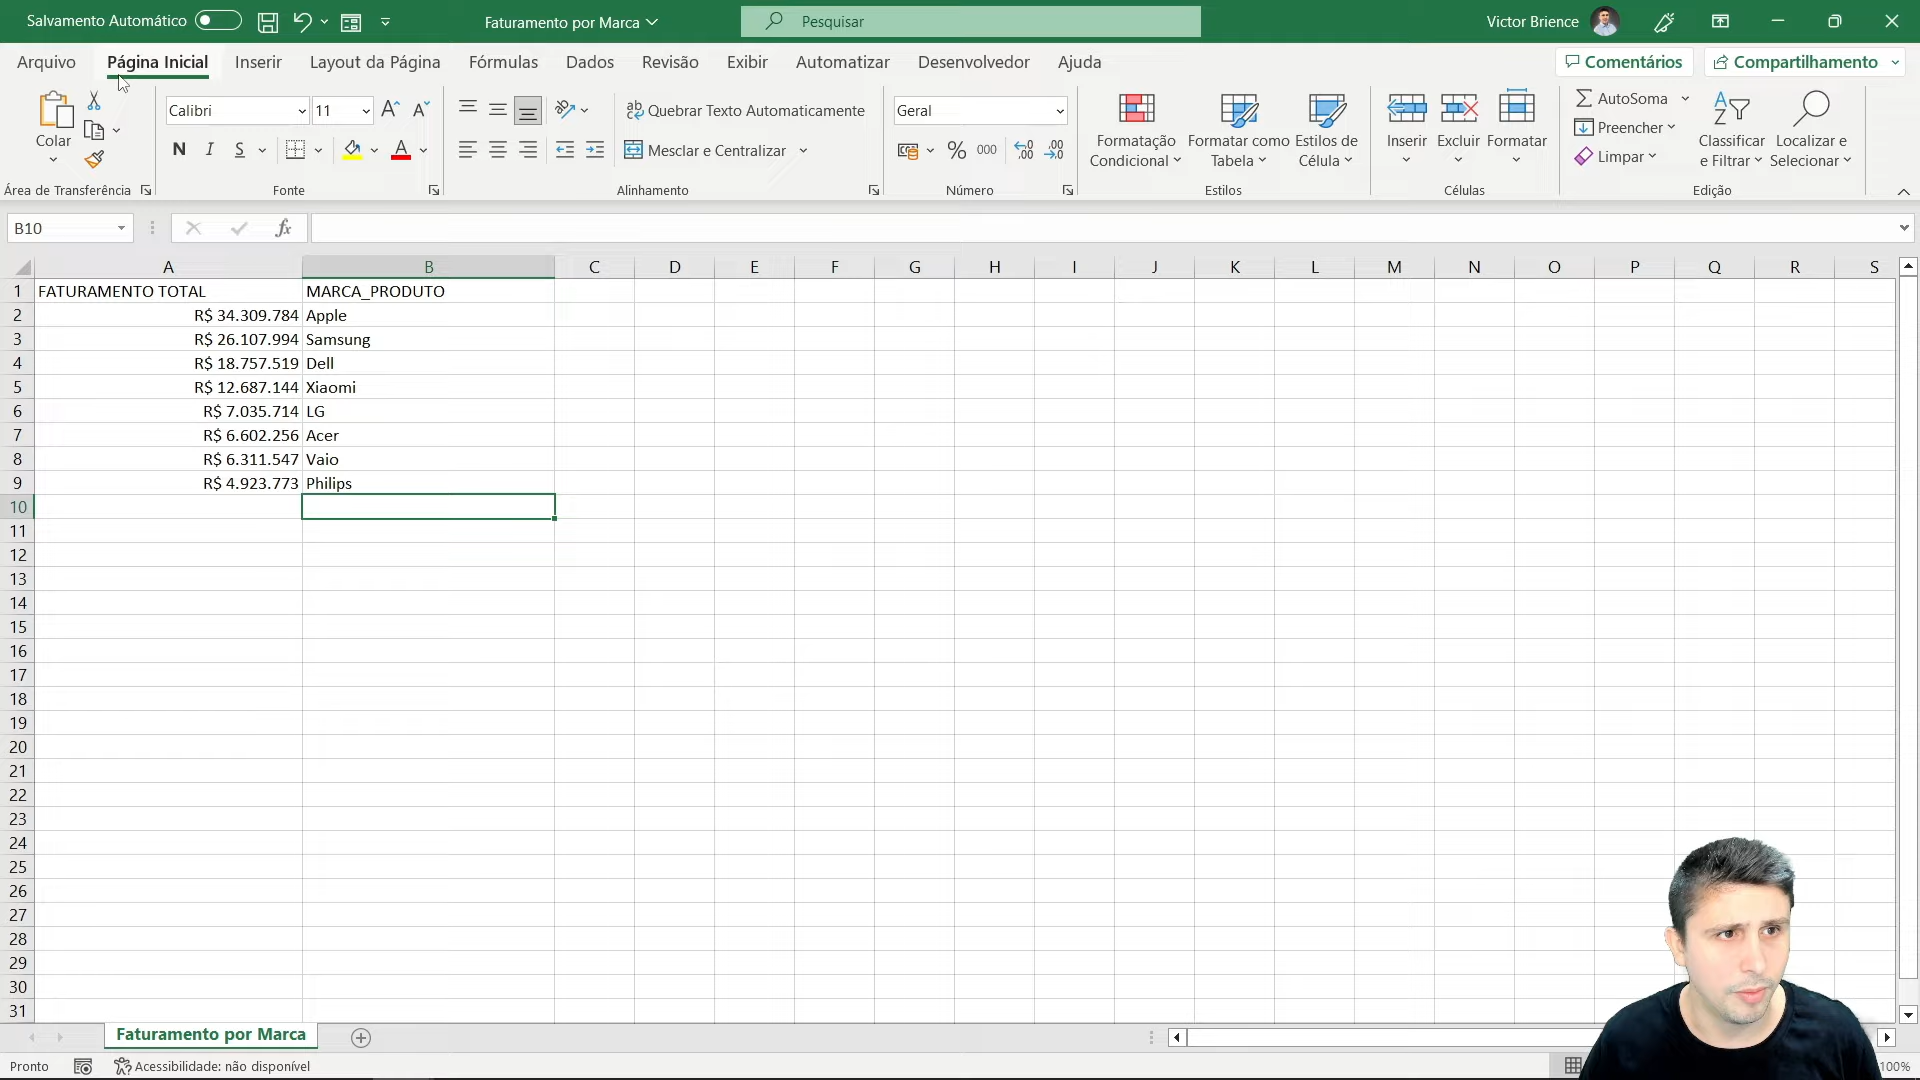 Salvamento Automático
Faturamento por Marca
Pesquisar
Victor Brience
Arquivo Página Inicial Inserir Layout da Página Fórmulas Dados Revisão Exibir Automatizar Desenvolvedor Ajuda
Comentários
Compartilhamento
Colar
Área de Transferência
Calibri
11
N I S
Fonte
Quebrar Texto Automaticamente
Mesclar e Centralizar
Alinhamento
Geral
% 000
Número
Formatação Condicional
Formatar como Tabela
Estilos de Célula
Estilos
Inserir
Excluir
Formatar
Células
AutoSoma
Preencher
Limpar
Classificar e Filtrar
Localizar e Selecionar
Edição
B10
fx
A B C D E F G H I J K L M N O P Q R S
1 FATURAMENTO TOTAL MARCA_PRODUTO
2 R$ 34.309.784 Apple
3 R$ 26.107.994 Samsung
4 R$ 18.757.519 Dell
5 R$ 12.687.144 Xiaomi
6 R$ 7.035.714 LG
7 R$ 6.602.256 Acer
8 R$ 6.311.547 Vaio
9 R$ 4.923.773 Philips
10
11
12
13
14
15
16
17
18
19
20
21
22
23
24
25
26
27
28
29
30
31
Faturamento por Marca
Pronto
Acessibilidade: não disponível
100%